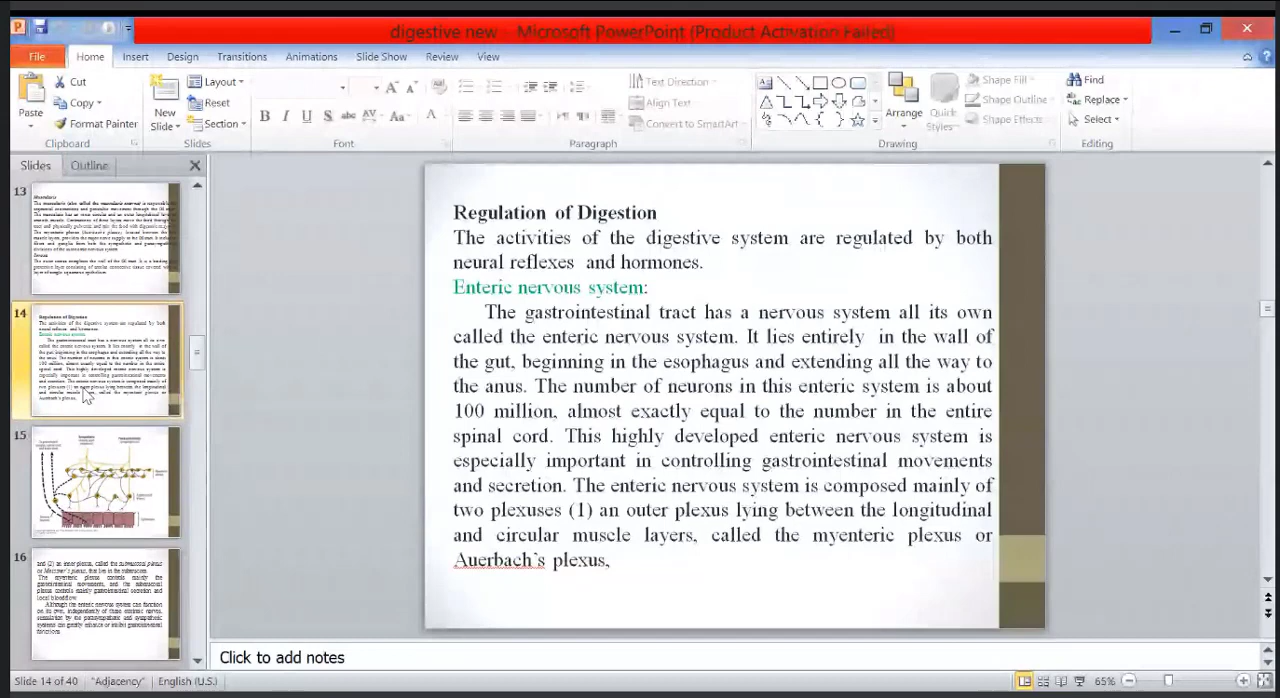 digestive new - Microsoft PowerPoint (Product Activation Failed)
File Home Insert Design Transitions Animations Slide Show Review View
Paste
Cut
Copy
Format Painter
Clipboard
New
Slide
Layout
Reset
Section
Slides
B I U S abc AV Aa A
Font
Text Direction
Align Text
Convert to SmartArt
Paragraph
Arrange
Quick
Styles
Shape Fill
Shape Outline
Shape Effects
Drawing
Find
Replace
Select
Editing
Slides Outline
13
14
15
16
Regulation of Digestion
The activities of the digestive system are regulated by both
neural reflexes and hormones.
Enteric nervous system:
The gastrointestinal tract has a nervous system all its own
called the enteric nervous system. It lies entirely in the wall of
the gut, beginning in the esophagus and extending all the way to
the anus. The number of neurons in this enteric system is about
100 million, almost exactly equal to the number in the entire
spinal cord. This highly developed enteric nervous system is
especially important in controlling gastrointestinal movements
and secretion. The enteric nervous system is composed mainly of
two plexuses (1) an outer plexus lying between the longitudinal
and circular muscle layers, called the myenteric plexus or
Auerbach`s plexus,
Click to add notes
Slide 14 of 40 "Adjacency" English (U.S.) 65%